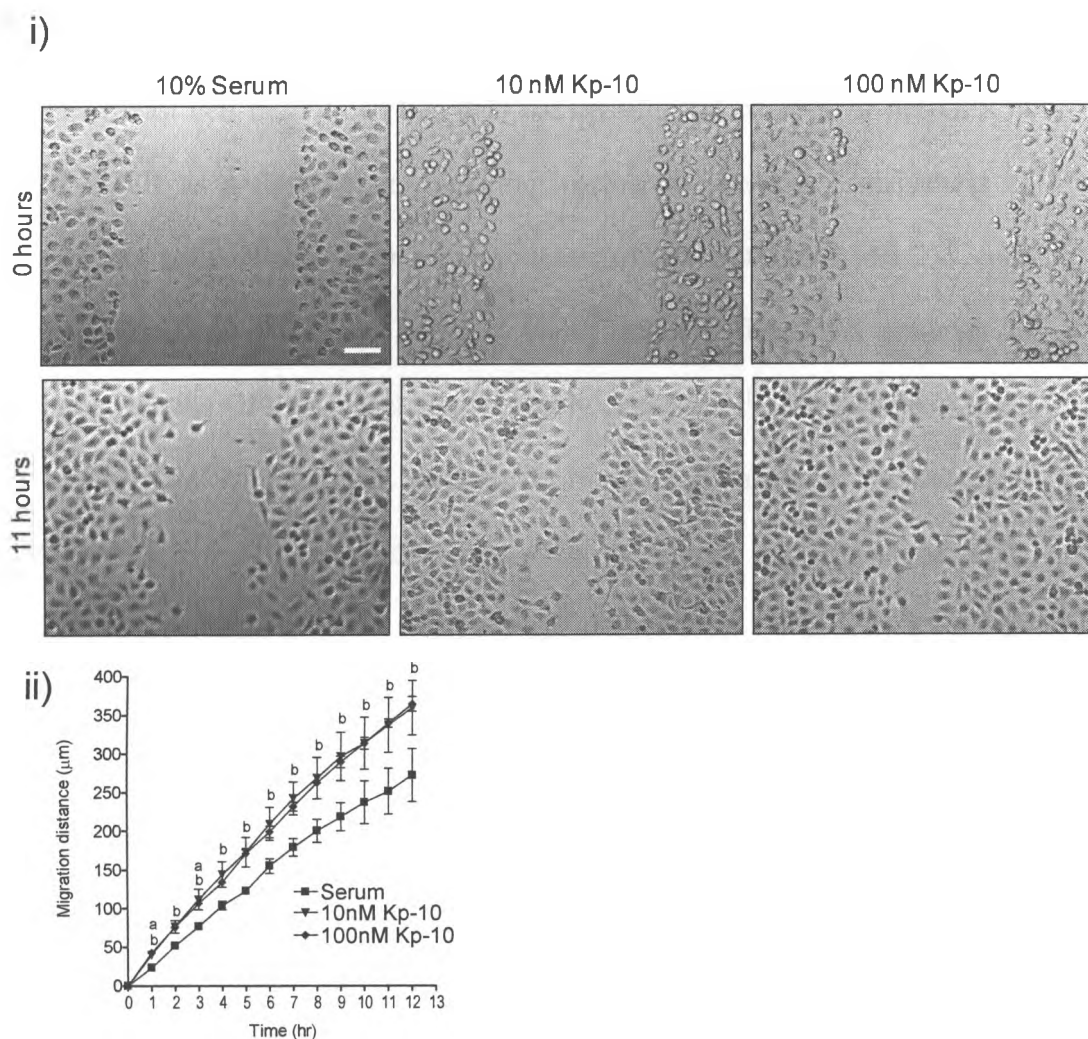 i)
10% Serum
10 nM Kp-10
100 nM Kp-10
0 hours
11 hours
ii)
Migration distance (μm)
400
350
300
250
200
150
100
50
0
a
b
b
a
b
b
b
b
b
b
b
b
b
b
Serum
10nM Kp-10
100nM Kp-10
0 1 2 3 4 5 6 7 8 9 10 11 12 13
Time (hr)